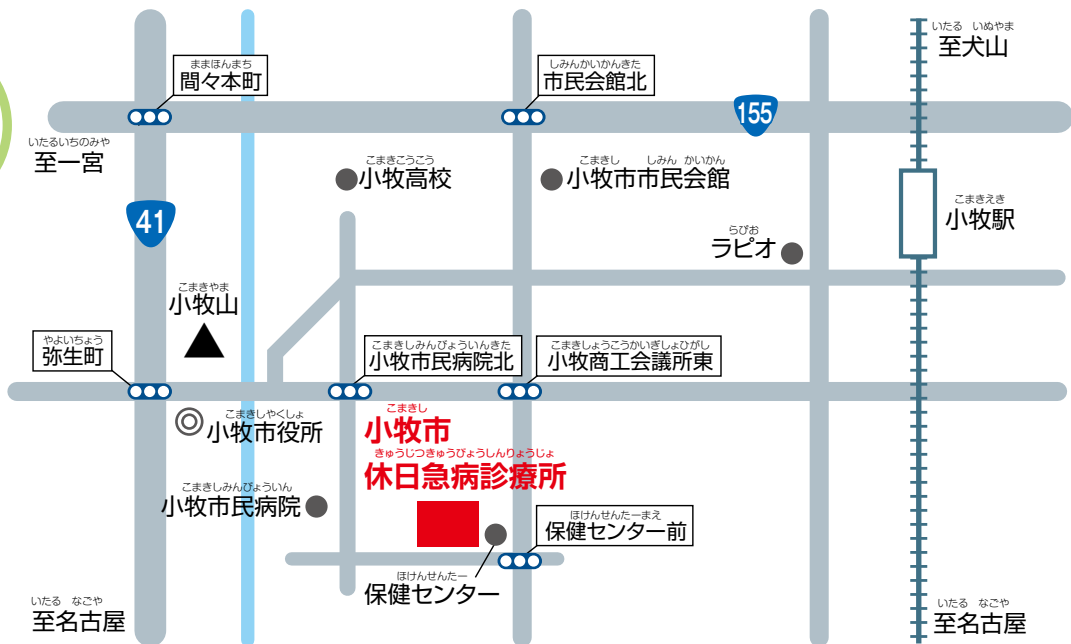 いたる いぬやま
至犬山
ままほんまち
間々本町
しみんかいかんきた
市民会館北
155
いたるいちのみや
至一宮
こまきこうこう
小牧高校
こまきし しみん かいかん
小牧市市民会館
こまきえき
小牧駅
41
らぴお
ラピオ
こまきやま
小牧山
やよいちょう
弥生町
こまきしみんびょういんきた
小牧市民病院北
こまきしょうこうかいぎしょひがし
小牧商工会議所東
こまきしやくしょ
小牧市役所
こまきし
小牧市
きゅうじつきゅうびょうしんりょうじょ
休日急病診療所
こまきしみんびょういん
小牧市民病院
ほけんせんたーまえ
保健センター前
ほけんせんたー
保健センター
いたる なごや
至名古屋
いたる なごや
至名古屋